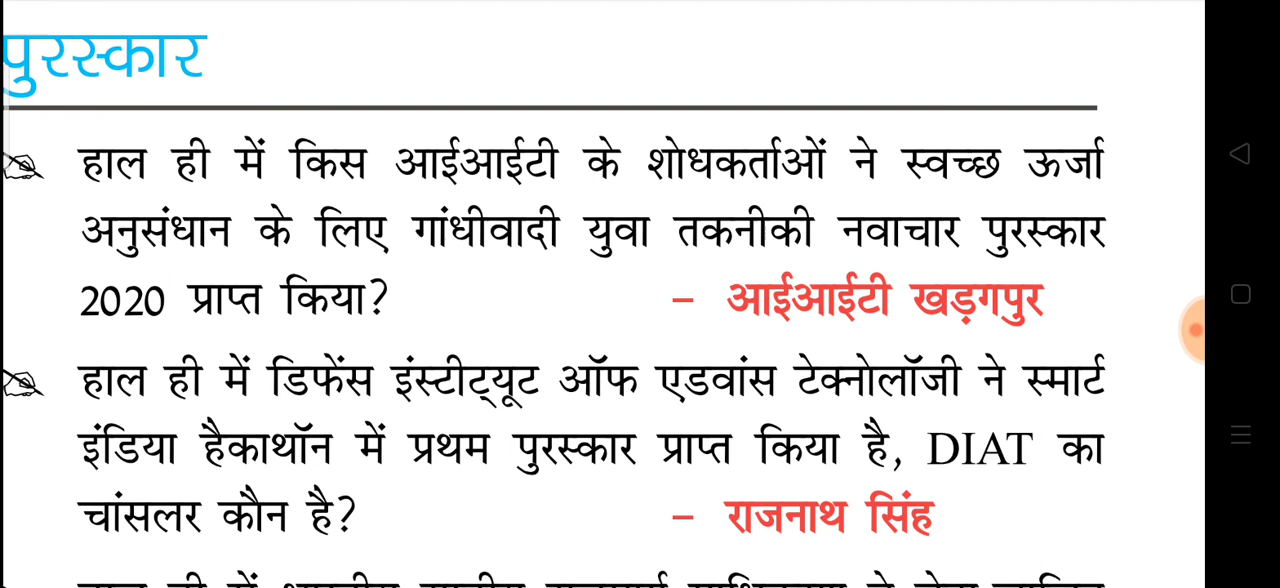 पुरस्कार
हाल ही में किस आईआईटी के शोधकर्ताओं ने स्वच्छ ऊर्जा
अनुसंधान के लिए गांधीवादी युवा तकनीकी नवाचार पुरस्कार
2020 प्राप्त किया? – आईआईटी खड़गपुर
हाल ही में डिफेंस इंस्टीट्यूट ऑफ एडवांस टेक्नोलॉजी ने स्मार्ट
इंडिया हैकाथॉन में प्रथम पुरस्कार प्राप्त किया है, DIAT का
चांसलर कौन है? – राजनाथ सिंह